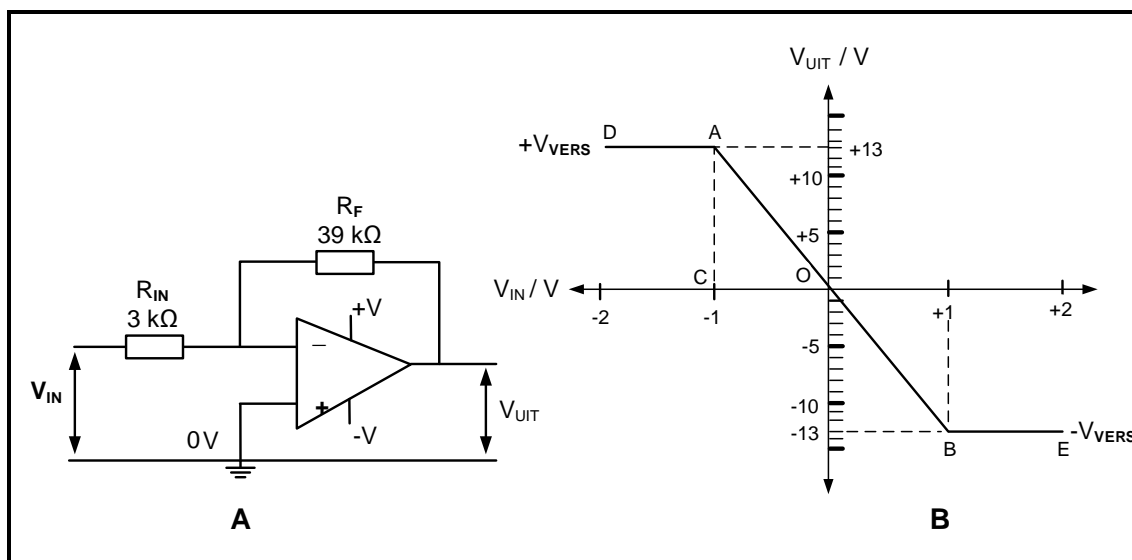 R_F
39 kΩ
R_IN
3 kΩ
+V
−
+
-V
V_IN
0V
V_UIT
A
V_UIT / V
+V_VERS
D
A
+13
+10
+5
V_IN / V
C
O
-2
-1
+1
+2
-5
-10
-13
B
E
-V_VERS
B